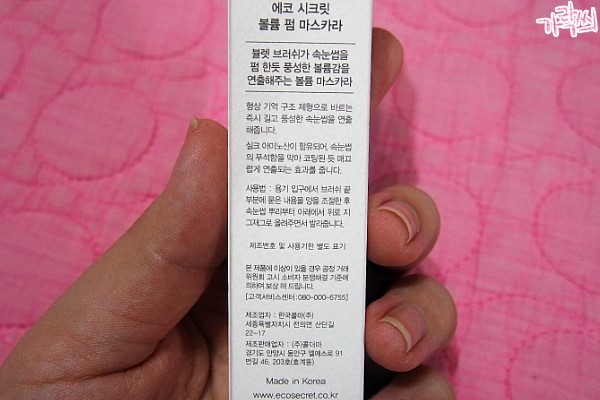 에코 시크릿
볼륨 펌 마스카라
뷸렛 브러쉬가 속눈썹을
펌 한듯 풍성한 볼륨감을
연출해주는 볼륨 마스카라
형상 기억 구조 제형으로 바르는
즉시 길고 풍성한 속눈썹을 연출
해줍니다.
실크 아미노산이 함유되어, 속눈썹
의 푸석함을 막아 코팅된 듯 매끄
럽게 연출되는 효과를 줍니다.
사용법 : 용기 입구에서 브러쉬 끝
부분에 묻은 내용물 양을 조절한 후
속눈썹 뿌리부터 아래에서 위로 지
그재그로 올려주면서 발라줍니다.
제조번호 및 사용기한 별도 표기
본 제품에 이상이 있을 경우 공정 거래
위원회 고시 소비자 분쟁해결 기준에
의하여 보상 해 드립니다.
[고객서비스센터:080-000-6755]
제조업자 : 한국콜마(주)
세종특별자치시 전의면 산단길
22-17
제조판매업자 : (주)콜더마
경기도 안양시 동안구 엘에스로 91
번길 46, 203호(호계동)
Made in Korea
www.ecosecret.co.kr